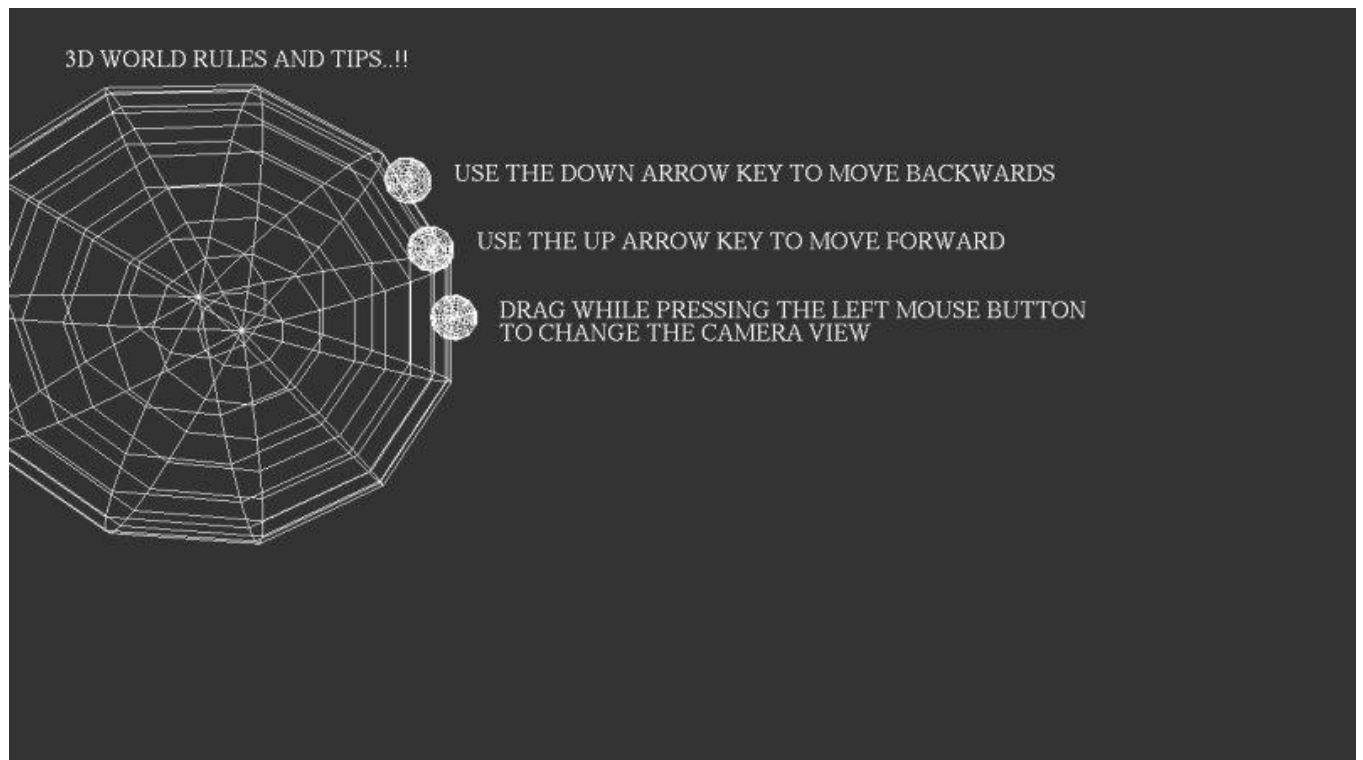 3D WORLD RULES AND TIPS..!!
USE THE DOWN ARROW KEY TO MOVE BACKWARDS
USE THE UP ARROW KEY TO MOVE FORWARD
DRAG WHILE PRESSING THE LEFT MOUSE BUTTON
TO CHANGE THE CAMERA VIEW